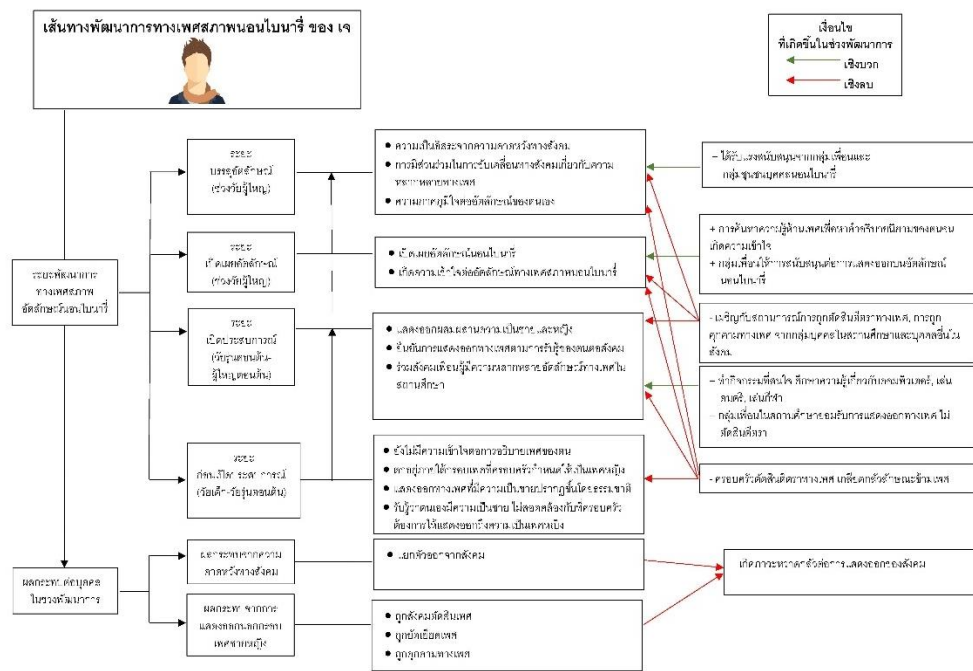 เส้นทางพัฒนาการทางเพศสภาพนอนไบนารี่ ของ เจ
เงื่อนไข
ที่เกิดขึ้นในช่วงพัฒนาการ
เชิงบวก
เชิงลบ
ระยะพัฒนาการ
ทางเพศสภาพ
อัตลักษณ์นอนไบนารี่
ระยะ
บรรลุอัตลักษณ์
(ช่วงวัยผู้ใหญ่)
● ความเป็นอิสระจากความคาดหวังทางสังคม
● การมีส่วนร่วมในการขับเคลื่อนทางสังคมเกี่ยวกับความ
หลากหลายทางเพศ
● ความภาคภูมิใจต่ออัตลักษณ์ของตนเอง
– ได้รับแรงสนับสนุนจากกลุ่มเพื่อนและ
กลุ่มชุมชนบุคคลนอนไบนารี่
ระยะ
เปิดเผยอัตลักษณ์
(ช่วงวัยผู้ใหญ่)
● เปิดเผยอัตลักษณ์นอนไบนารี่
● เกิดความเข้าใจต่ออัตลักษณ์ทางเพศสภาพนอนไบนารี่
+ การค้นหาความรู้ด้านเพศเพื่อหาคำอธิบายนิยามของตนจน
เกิดความเข้าใจ
+ กลุ่มเพื่อนให้การสนับสนุนต่อการแสดงออกบนอัตลักษณ์
นอนไบนารี่
ระยะ
เปิดประสบการณ์
(วัยรุ่นตอนต้น-
ผู้ใหญ่ตอนต้น)
● แสดงออกผสมผสานความเป็นชายและหญิง
● ยืนยันการแสดงออกทางเพศตามการรับรู้ของตนต่อสังคม
● ร่วมสังคมเพื่อนผู้มีความหลากหลายอัตลักษณ์ทางเพศใน
สถานศึกษา
- เผชิญกับสถานการณ์การถูกตัดสินตีตราทางเพศ, การถูก
คุกคามทางเพศ จากกลุ่มบุคคลในสถานศึกษาและบุคคลอื่นใน
สังคม
– ทำกิจกรรมที่สนใจ ศึกษาความรู้เกี่ยวกับคอมพิวเตอร์, เล่น
ดนตรี, เล่นกีฬา
– กลุ่มเพื่อนในสถานศึกษายอมรับการแสดงออกทางเพศ ไม่
ตัดสินตีตรา
ระยะ
ก่อนเปิดประสบการณ์
(วัยเด็ก-วัยรุ่นตอนต้น)
● ยังไม่มีความเข้าใจต่อการอธิบายเพศของตน
● ตกอยู่ภายใต้กรอบเพศที่ครอบครัวกำหนดให้เป็นเพศหญิง
● แสดงออกทางเพศที่มีความเป็นชายปรากฏขึ้นโดยธรรมชาติ
● รับรู้ว่าตนเองมีความเป็นชาย ไม่สอดคล้องกับที่ครอบครัว
ต้องการให้แสดงออกถึงความเป็นเพศหญิง
- ครอบครัวตัดสินตีตราทางเพศ เกลียดกลัวลักษณะข้ามเพศ
ผลกระทบต่อบุคคล
ในช่วงพัฒนาการ
ผลกระทบจากความ
คาดหวังทางสังคม
● แยกตัวออกจากสังคม
เกิดภาวะหวาดกลัวต่อการแสดงออกของสังคม
ผลกระทบจากการ
แสดงออกนอกกรอบ
เพศชายหญิง
● ถูกสังคมตัดสินเพศ
● ถูกยัดเยียดเพศ
● ถูกคุกคามทางเพศ